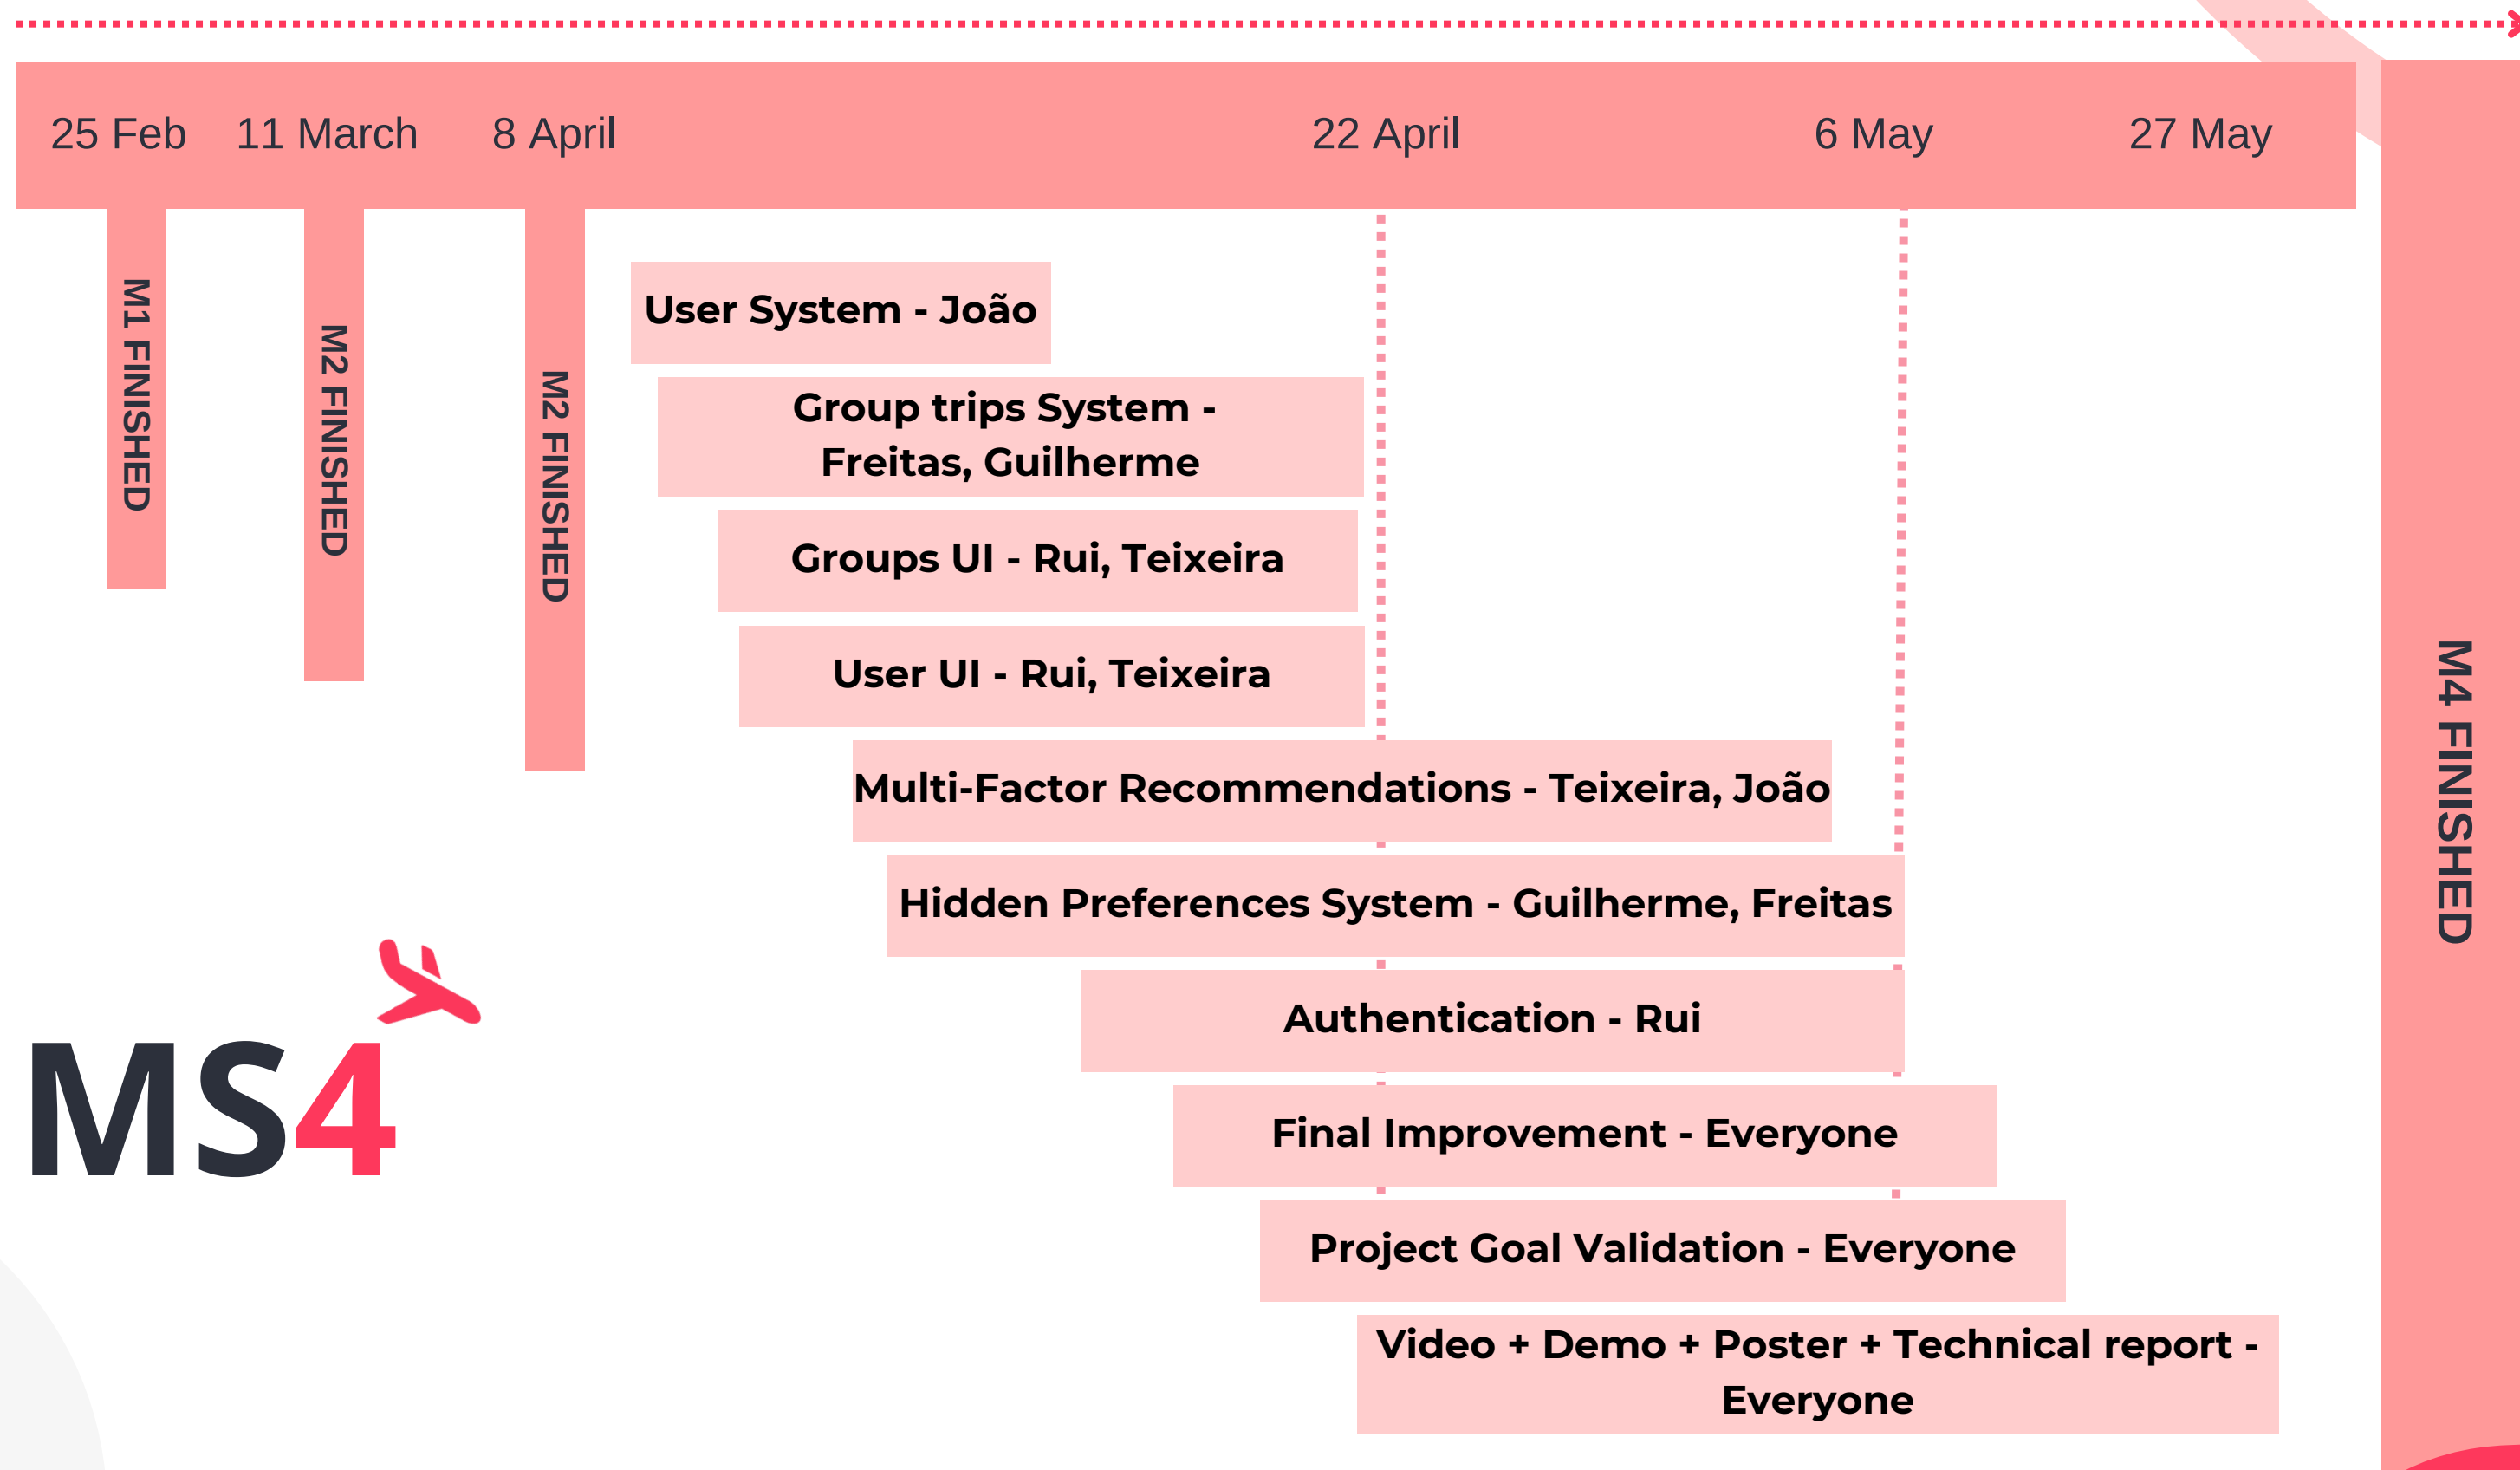 25 Feb
11 March
8 April
22 April
6 May
27 May
M1 FINISHED
M2 FINISHED
M2 FINISHED
User System - João
Group trips System -
Freitas, Guilherme
Groups UI - Rui, Teixeira
User UI - Rui, Teixeira
Multi-Factor Recommendations - Teixeira, João
Hidden Preferences System - Guilherme, Freitas
Authentication - Rui
Final Improvement - Everyone
Project Goal Validation - Everyone
Video + Demo + Poster + Technical report -
Everyone
M4 FINISHED
MS4